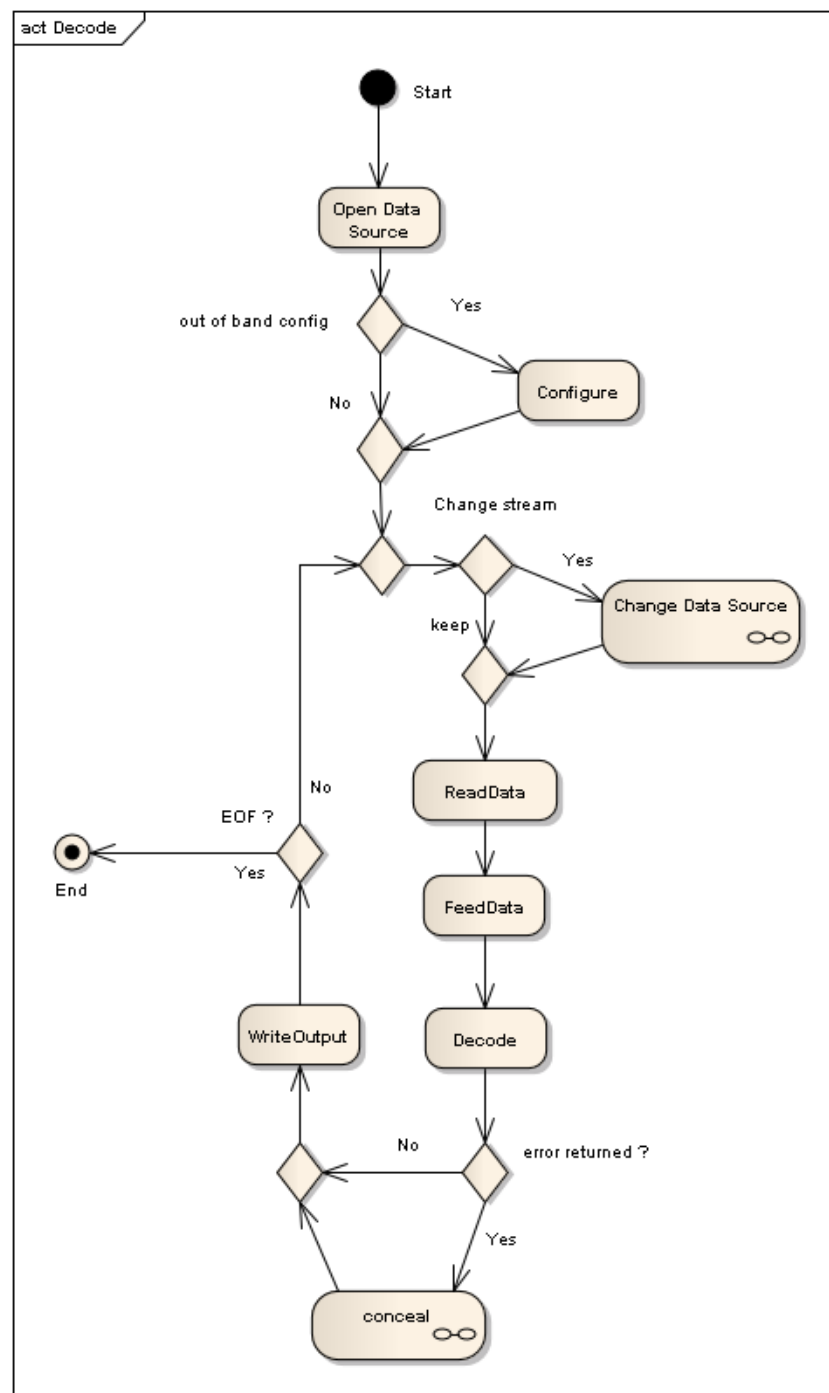 act Decode
Start
Open Data
Source
out of band config
Yes
Configure
No
Change stream
Yes
Change Data Source
keep
ReadData
No
EOF ?
Yes
End
FeedData
WriteOutput
Decode
No
error returned ?
Yes
conceal